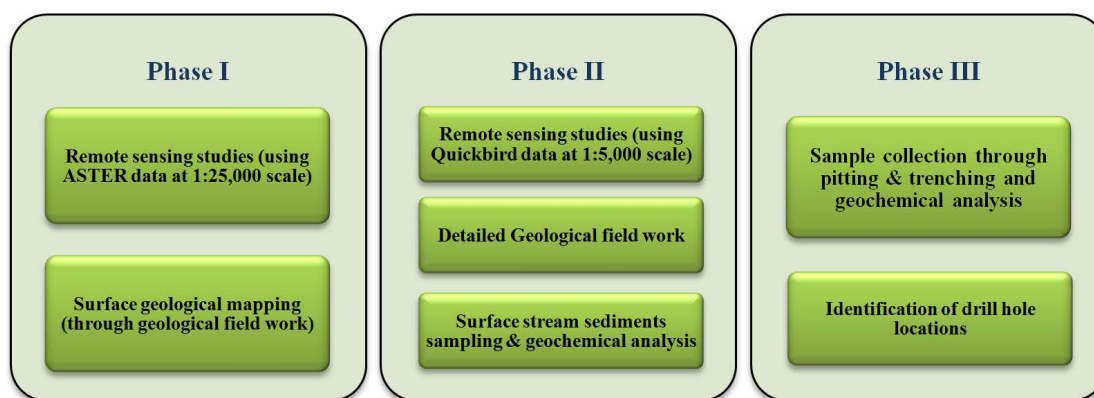 Phase I
Remote sensing studies (using
ASTER data at 1:25,000 scale)
Surface geological mapping
(through geological field work)
Phase II
Remote sensing studies (using
Quickbird data at 1:5,000 scale)
Detailed Geological field work
Surface stream sediments
sampling & geochemical analysis
Phase III
Sample collection through
pitting & trenching and
geochemical analysis
Identification of drill hole
locations